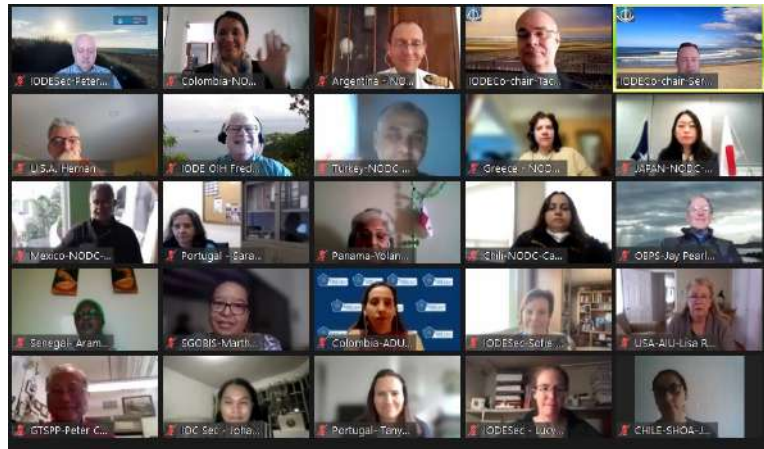 IODESec-Peter...
Colombia-NO...
Argentina - NO...
IODECo-chair-Tac...
IODECo-chair-Ser...
U.S.A. Hernan
IODE OIH Fred...
Turkey-NODC ...
Greece - NOD...
JAPAN-NODC-...
Mexico-NODC-...
Portugal - Sara...
Panama-Yolan...
Chili-NODC-Ca...
OBPS-Jay Pearl...
Senegal- Aram...
SGOBIS-Marth...
Colombia-ADU...
IODESec-Sofie ...
USA-AIU-Lisa R...
GTSPP-Peter C...
IOC Sec - Joha...
Portugal- Tany...
IODESec - Lucy...
CHILE-SHOA-J...